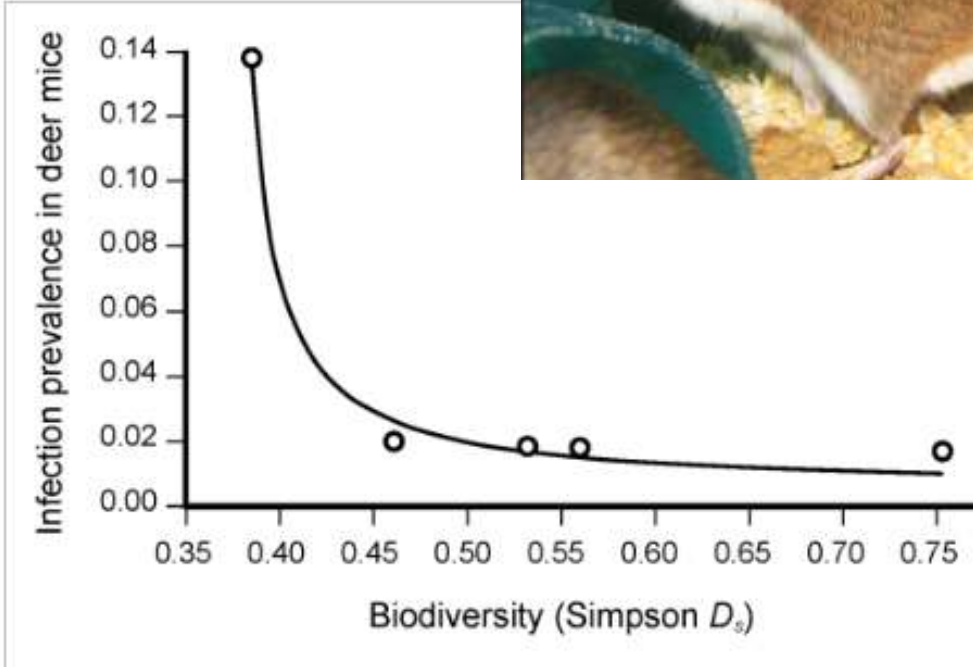 Infection prevalence in deer mice
0.14
0.12
0.10
0.08
0.06
0.04
0.02
0.00
0.35 0.40 0.45 0.50 0.55 0.60 0.65 0.70 0.75
Biodiversity (Simpson Dₛ)